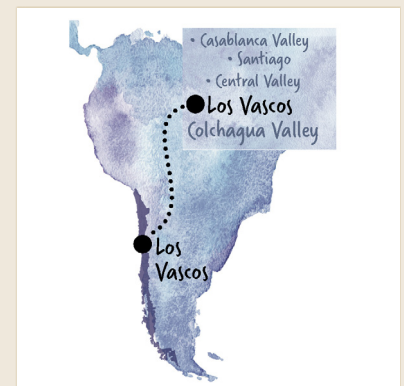 • Casablanca Valley
• Santiago
• Central Valley
Los Vascos
Colchagua Valley
Los
Vascos